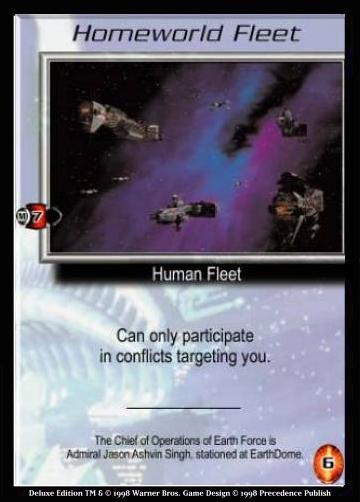 Homeworld Fleet
M 7
Human Fleet
Can only participate
in conflicts targeting you.
The Chief of Operations of Earth Force is
Admiral Jason Ashvin Singh, stationed at EarthDome.
6
Deluxe Edition TM & © 1998 Warner Bros. Game Design © 1998 Precedence Publish